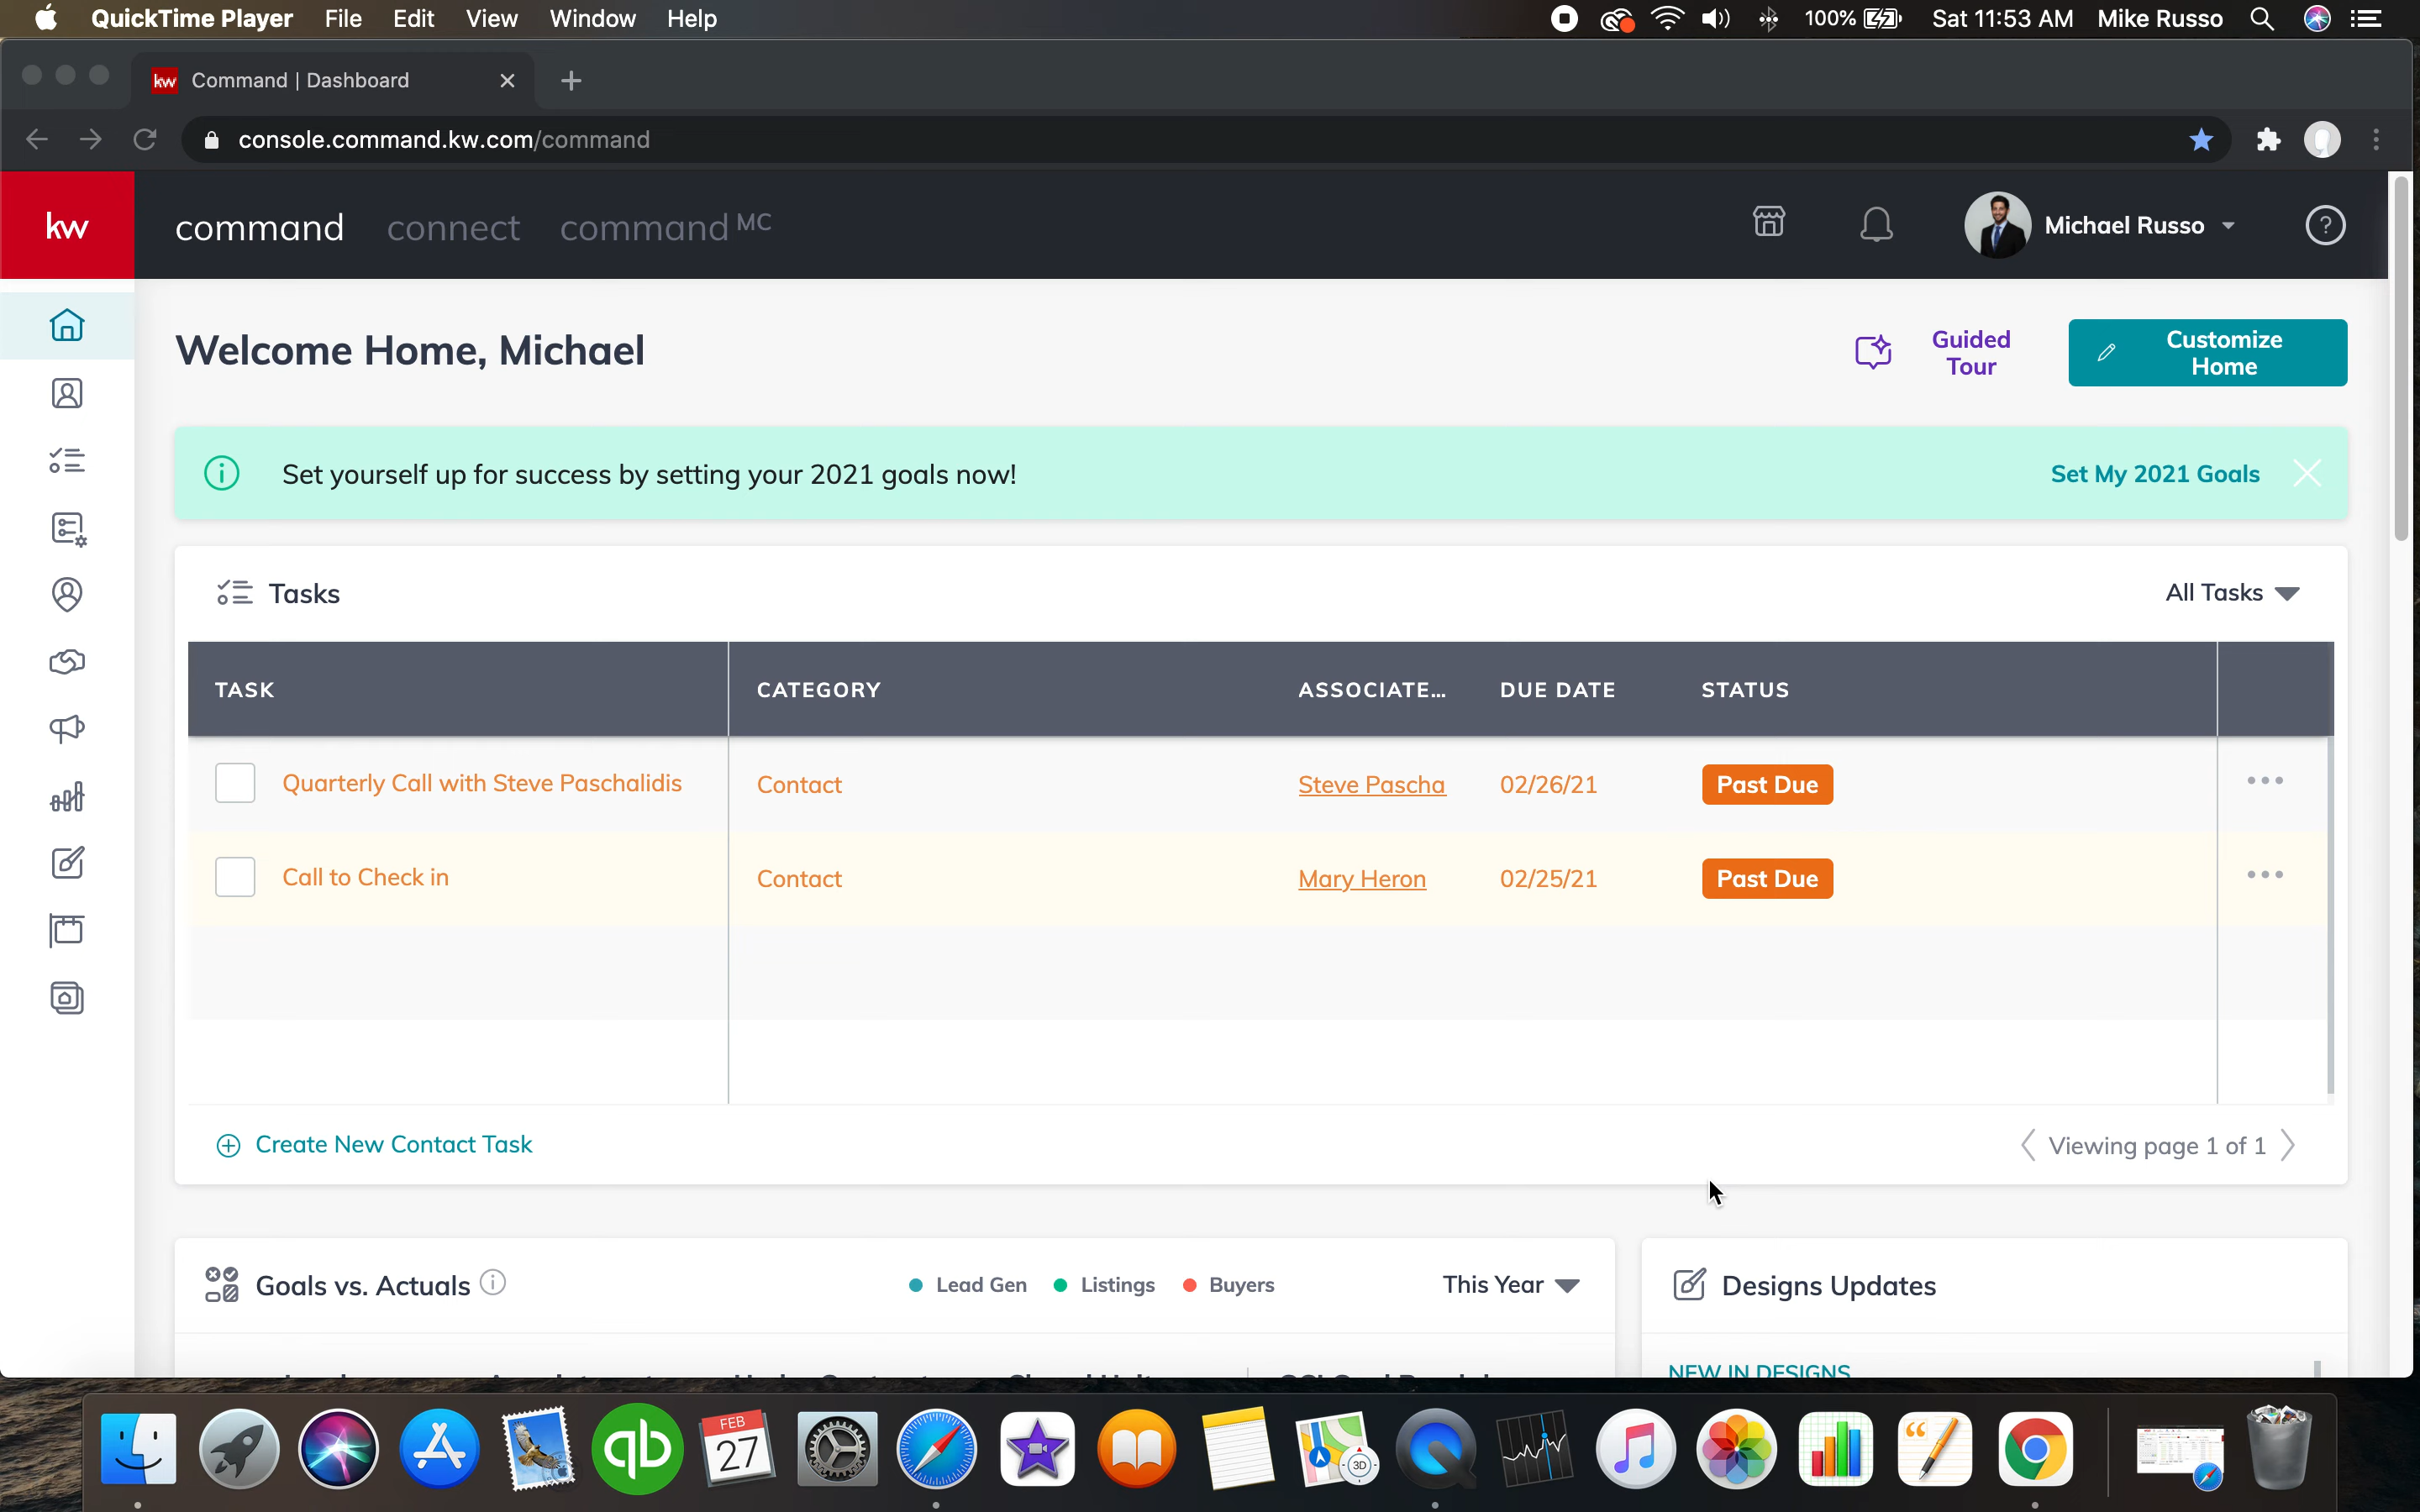 QuickTime Player File Edit View Window Help 100% Sat 11:53 AM Mike Russo
kw Command | Dashboard
console.command.kw.com/command
kw command connect command MC Michael Russo ?
Welcome Home, Michael
Guided
Tour
Customize
Home
Set yourself up for success by setting your 2021 goals now! Set My 2021 Goals
Tasks All Tasks
TASK CATEGORY ASSOCIATE... DUE DATE STATUS
Quarterly Call with Steve Paschalidis Contact Steve Pascha 02/26/21 Past Due
Call to Check in Contact Mary Heron 02/25/21 Past Due
Create New Contact Task Viewing page 1 of 1
Goals vs. Actuals Lead Gen Listings Buyers This Year
Designs Updates
NEW IN DESIGNS
qb
FEB
27
3D